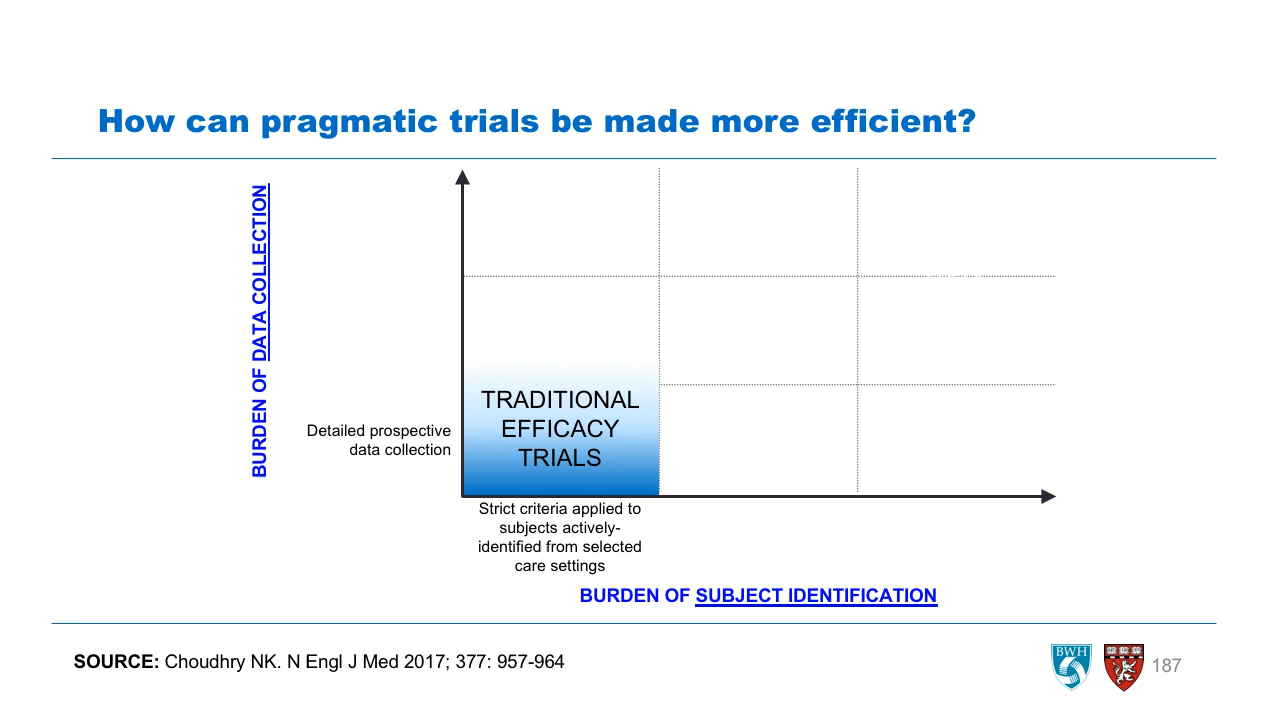 How can pragmatic trials be made more efficient?
BURDEN OF DATA COLLECTION
Detailed prospective
data collection
TRADITIONAL
EFFICACY
TRIALS
Strict criteria applied to
subjects actively-
identified from selected
care settings
BURDEN OF SUBJECT IDENTIFICATION
SOURCE: Choudhry NK. N Engl J Med 2017; 377: 957-964
BWH
187